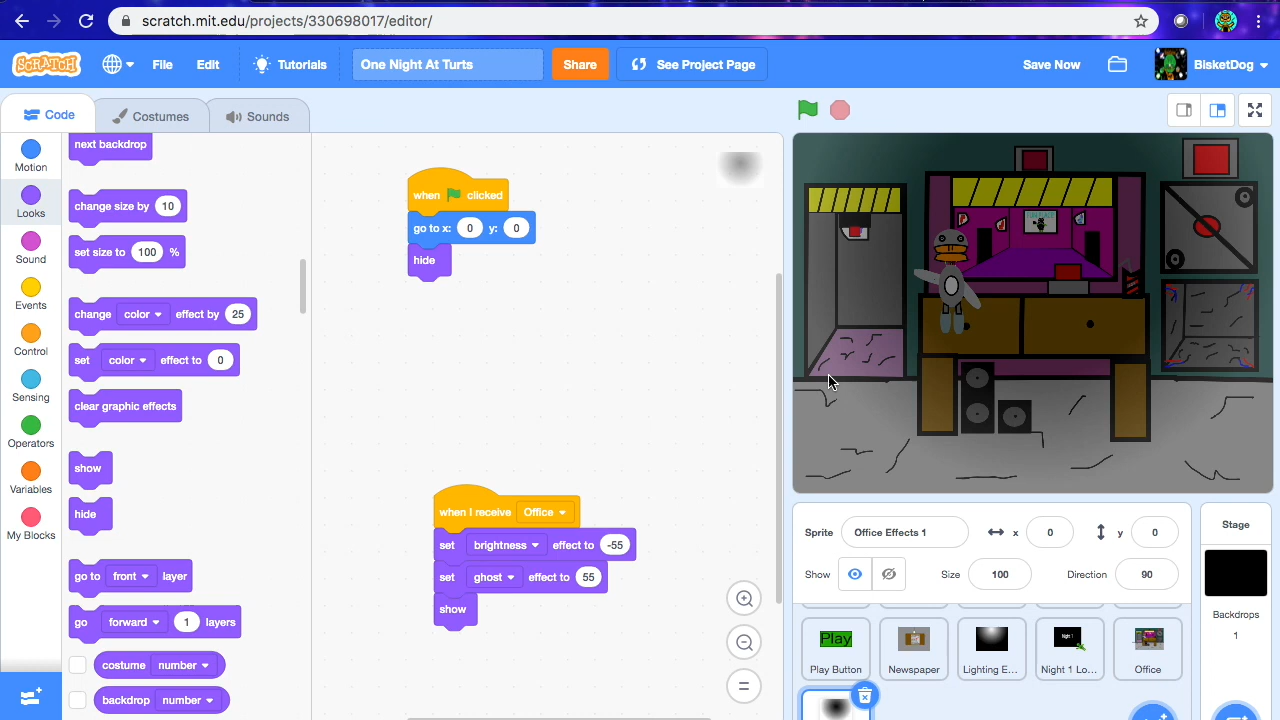 scratch.mit.edu/projects/330698017/editor/
SCRATCH
File
Edit
Tutorials
One Night At Turts
Share
See Project Page
Save Now
BisketDog
Code
Costumes
Sounds
Motion
Looks
Sound
Events
Control
Sensing
Operators
Variables
My Blocks
next backdrop
change size by 10
set size to 100 %
change color effect by 25
set color effect to 0
clear graphic effects
show
hide
go to front layer
go forward 1 layers
costume number
backdrop number
when clicked
go to x: 0 y: 0
hide
when I receive Office
set brightness effect to -55
set ghost effect to 55
show
Sprite Office Effects 1 x 0 y 0
Show Size 100 Direction 90
Stage
Backdrops
1
Play
Play Button
Newspaper
Lighting E...
Night 1
Night 1 Lo...
Office